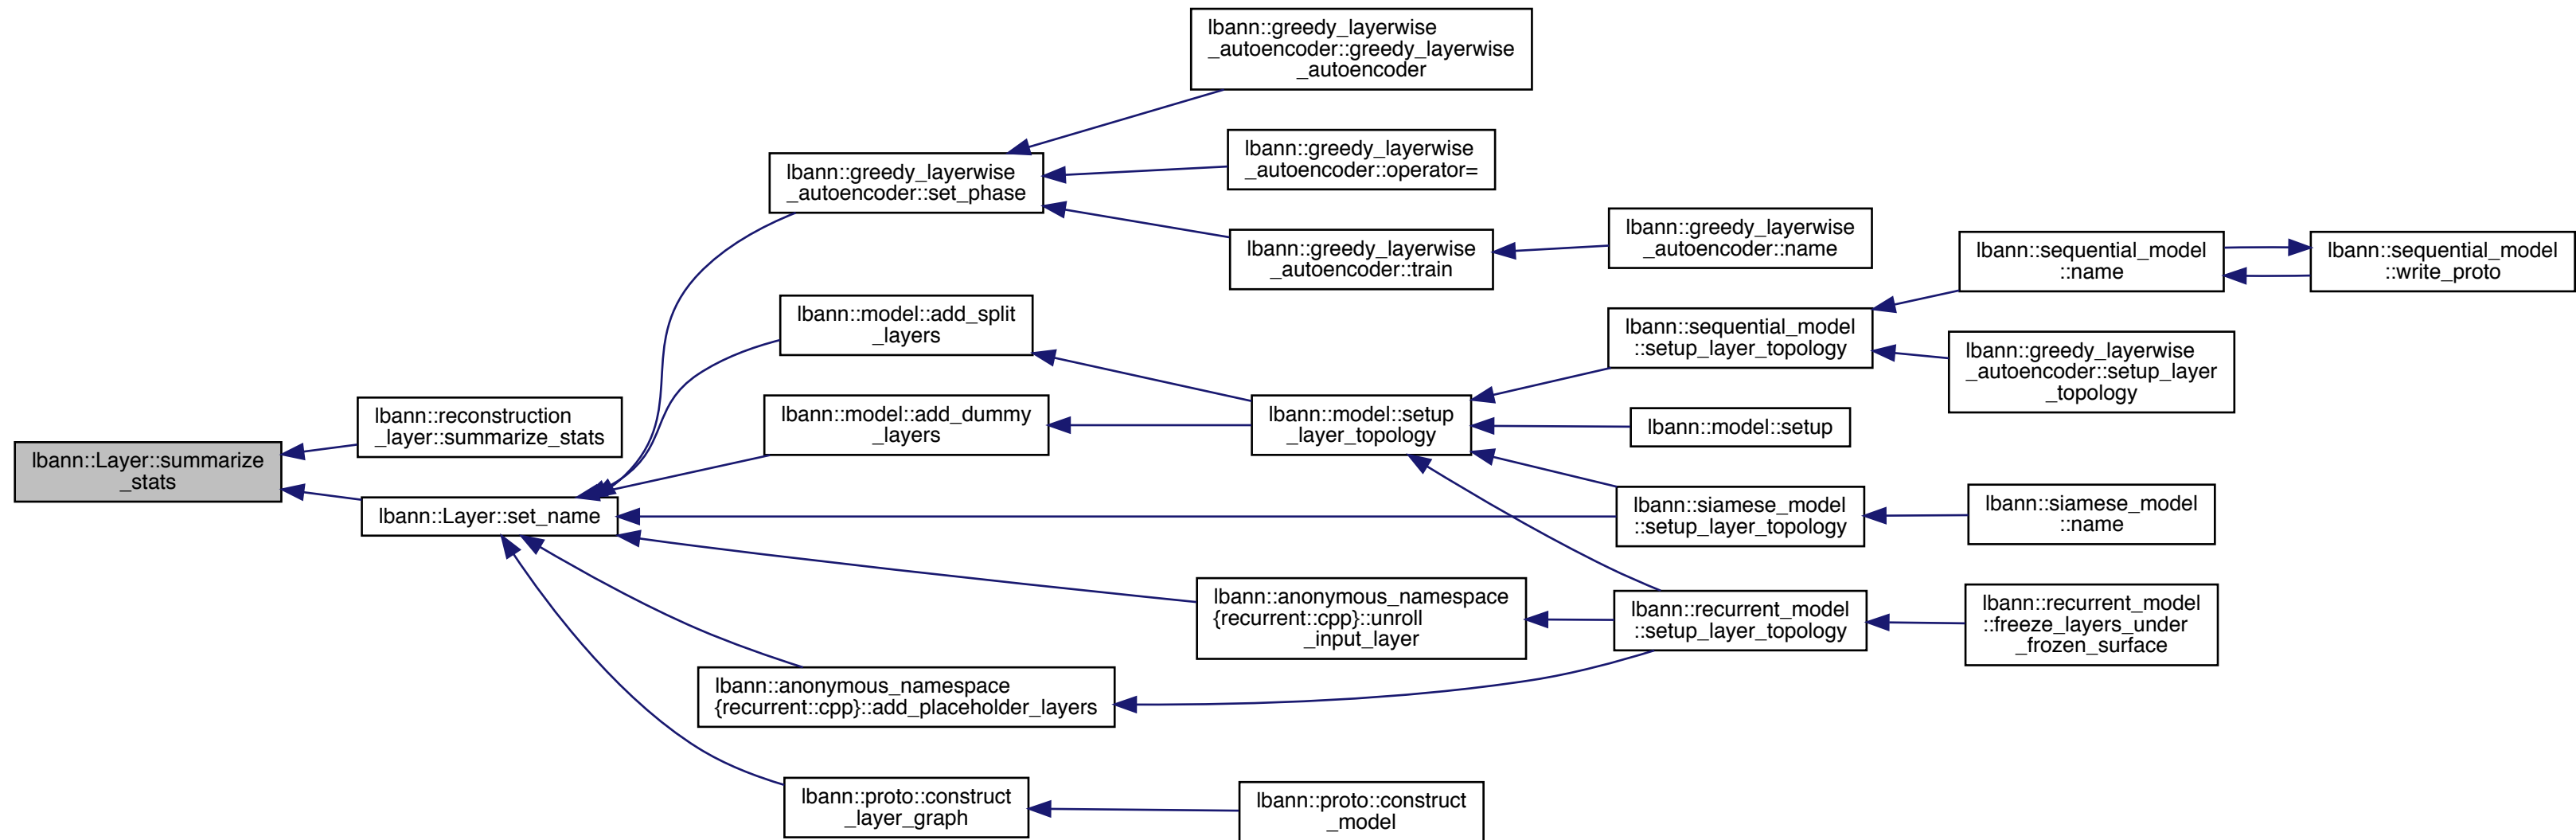 lbann::greedy_layerwise
_autoencoder::greedy_layerwise
_autoencoder
lbann::greedy_layerwise
_autoencoder::operator=
lbann::greedy_layerwise
_autoencoder::set_phase
lbann::greedy_layerwise
_autoencoder::train
lbann::greedy_layerwise
_autoencoder::name
lbann::sequential_model
::name
lbann::sequential_model
::write_proto
lbann::model::add_split
_layers
lbann::sequential_model
::setup_layer_topology
lbann::greedy_layerwise
_autoencoder::setup_layer
_topology
lbann::reconstruction
_layer::summarize_stats
lbann::model::add_dummy
_layers
lbann::model::setup
_layer_topology
lbann::model::setup
lbann::Layer::summarize
_stats
lbann::Layer::set_name
lbann::siamese_model
::setup_layer_topology
lbann::siamese_model
::name
lbann::anonymous_namespace
{recurrent::cpp}::unroll
_input_layer
lbann::recurrent_model
::setup_layer_topology
lbann::recurrent_model
::freeze_layers_under
_frozen_surface
lbann::anonymous_namespace
{recurrent::cpp}::add_placeholder_layers
lbann::proto::construct
_layer_graph
lbann::proto::construct
_model